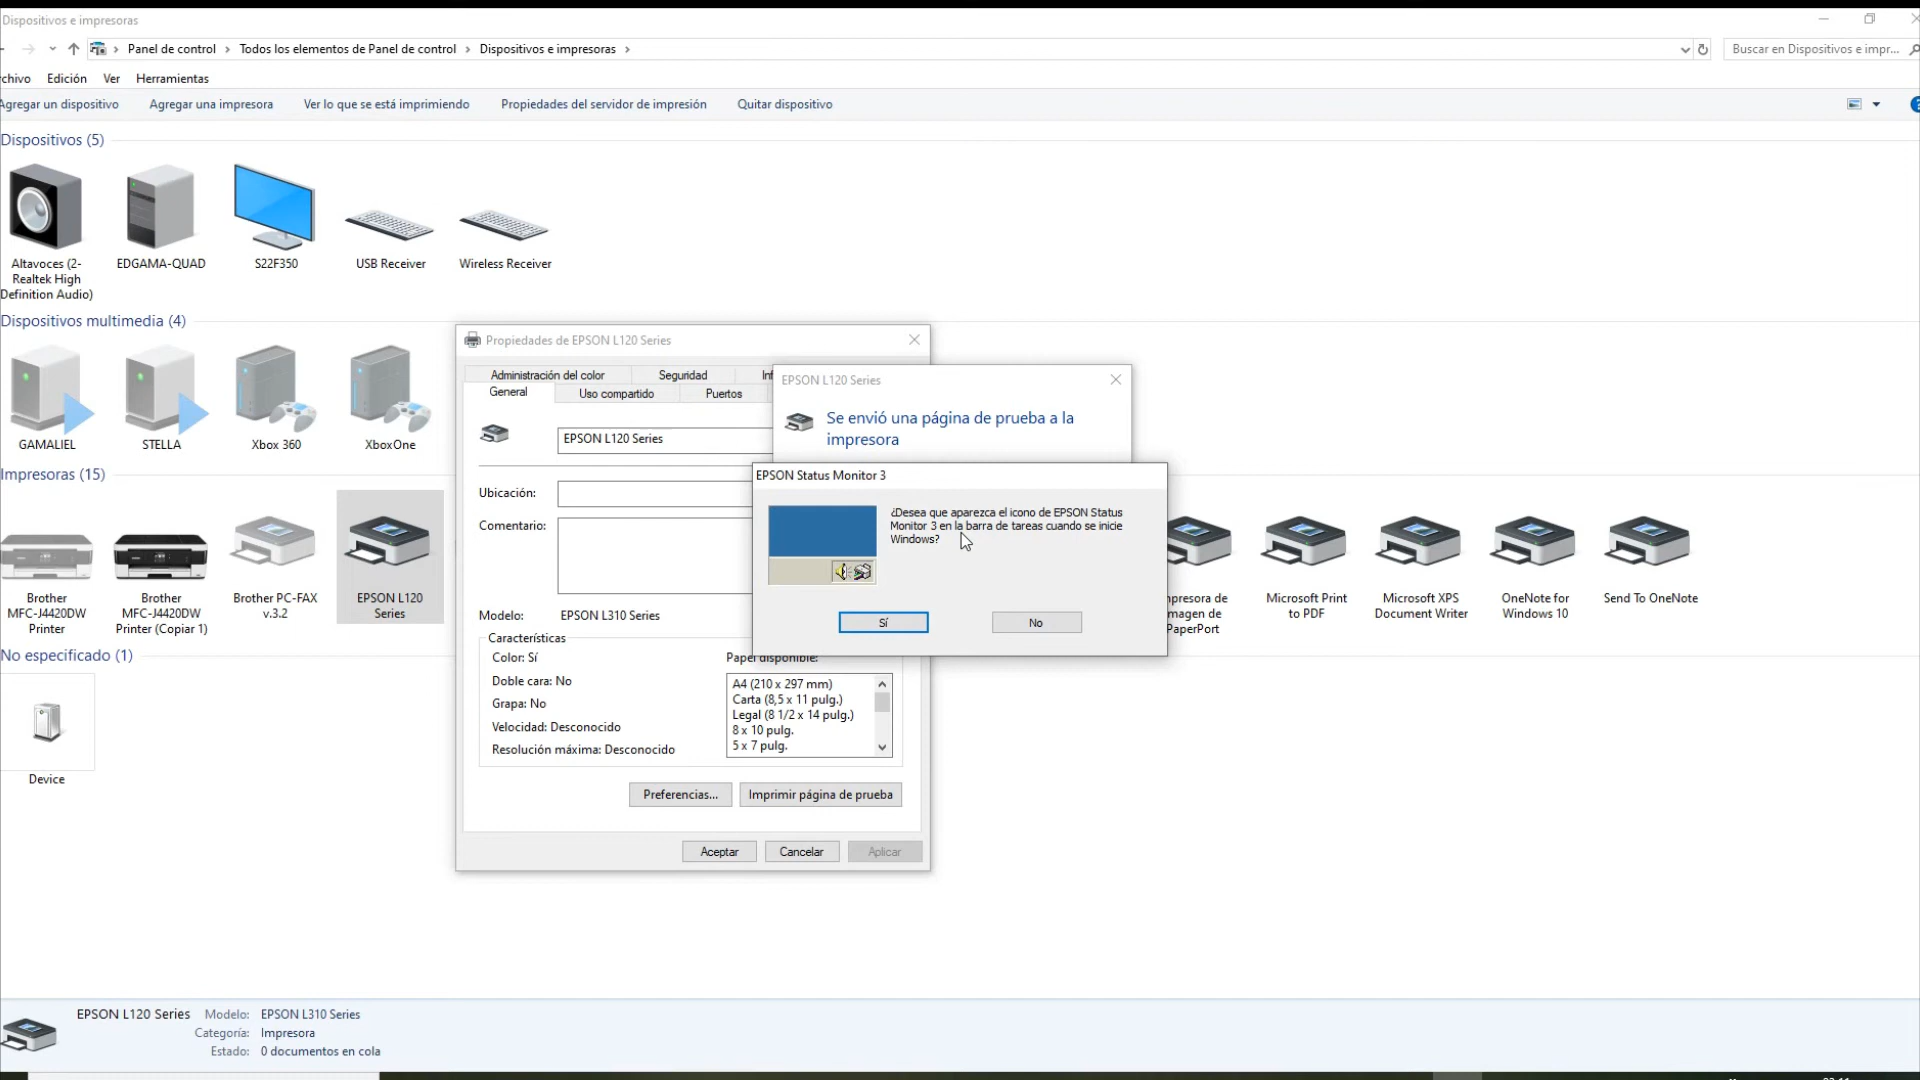 Dispositivos e impresoras
Panel de control
Todos los elementos de Panel de control
Dispositivos e impresoras
Buscar en Dispositivos e impr...
rchivo
Edición
Ver
Herramientas
Agregar un dispositivo
Agregar una impresora
Ver lo que se está imprimiendo
Propiedades del servidor de impresión
Quitar dispositivo
Dispositivos (5)
Altavoces (2-
Realtek High
Definition Audio)
EDGAMA-QUAD
S22F350
USB Receiver
Wireless Receiver
Dispositivos multimedia (4)
GAMALIEL
STELLA
Xbox 360
XboxOne
Impresoras (15)
Brother
MFC-J4420DW
Printer
Brother
MFC-J4420DW
Printer (Copiar 1)
Brother PC-FAX
v.3.2
EPSON L120
Series
mpresora de
magen de
PaperPort
Microsoft Print
to PDF
Microsoft XPS
Document Writer
OneNote for
Windows 10
Send To OneNote
No especificado (1)
Device
Propiedades de EPSON L120 Series
Administración del color
Seguridad
Inf
General
Uso compartido
Puertos
EPSON L120 Series
Ubicación:
Comentario:
Modelo:
EPSON L310 Series
Características
Color: Sí
Doble cara: No
Grapa: No
Velocidad: Desconocido
Resolución máxima: Desconocido
Papel disponible:
A4 (210 x 297 mm)
Carta (8,5 x 11 pulg.)
Legal (8 1/2 x 14 pulg.)
8 x 10 pulg.
5 x 7 pulg.
Preferencias...
Imprimir página de prueba
Aceptar
Cancelar
Aplicar
EPSON L120 Series
Se envió una página de prueba a la
impresora
EPSON Status Monitor 3
¿Desea que aparezca el icono de EPSON Status
Monitor 3 en la barra de tareas cuando se inicie
Windows?
Sí
No
EPSON L120 Series
Modelo:
EPSON L310 Series
Categoría:
Impresora
Estado:
0 documentos en cola